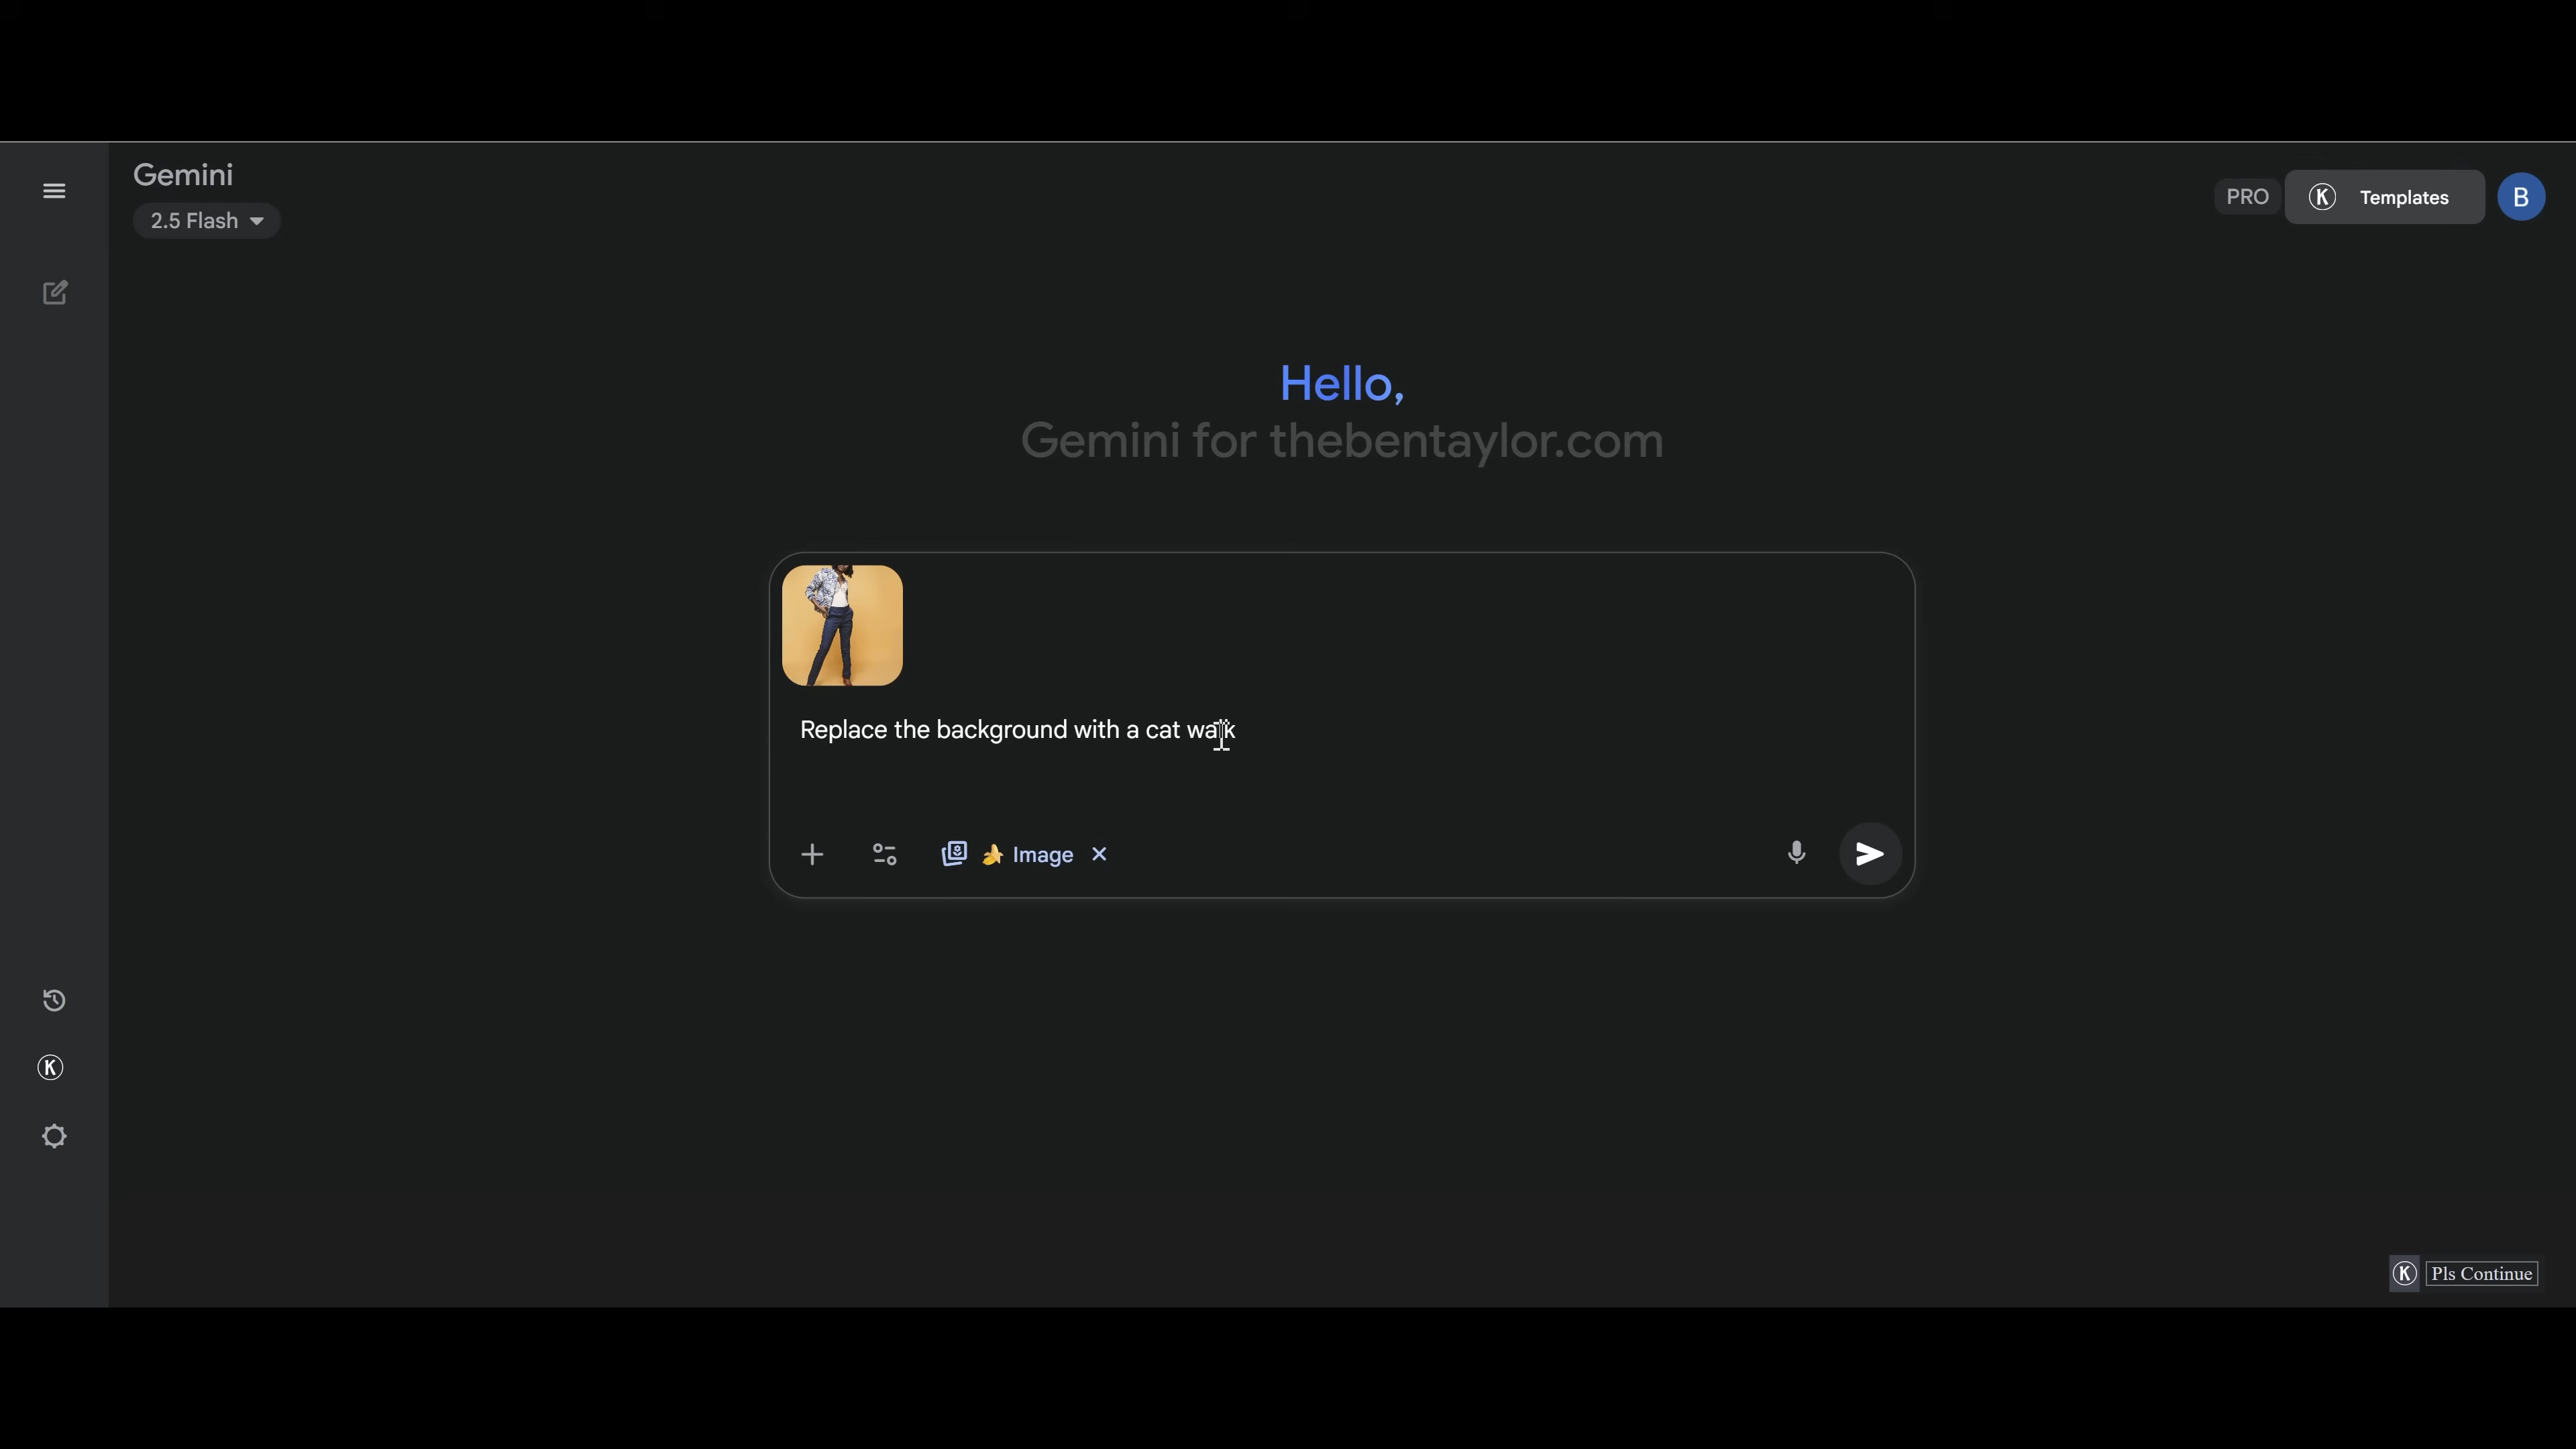 Gemini
2.5 Flash
PRO
K Templates
B
Hello,
Gemini for thebentaylor.com
Replace the background with a cat walk
🍌 Image
K
K Pls Continue